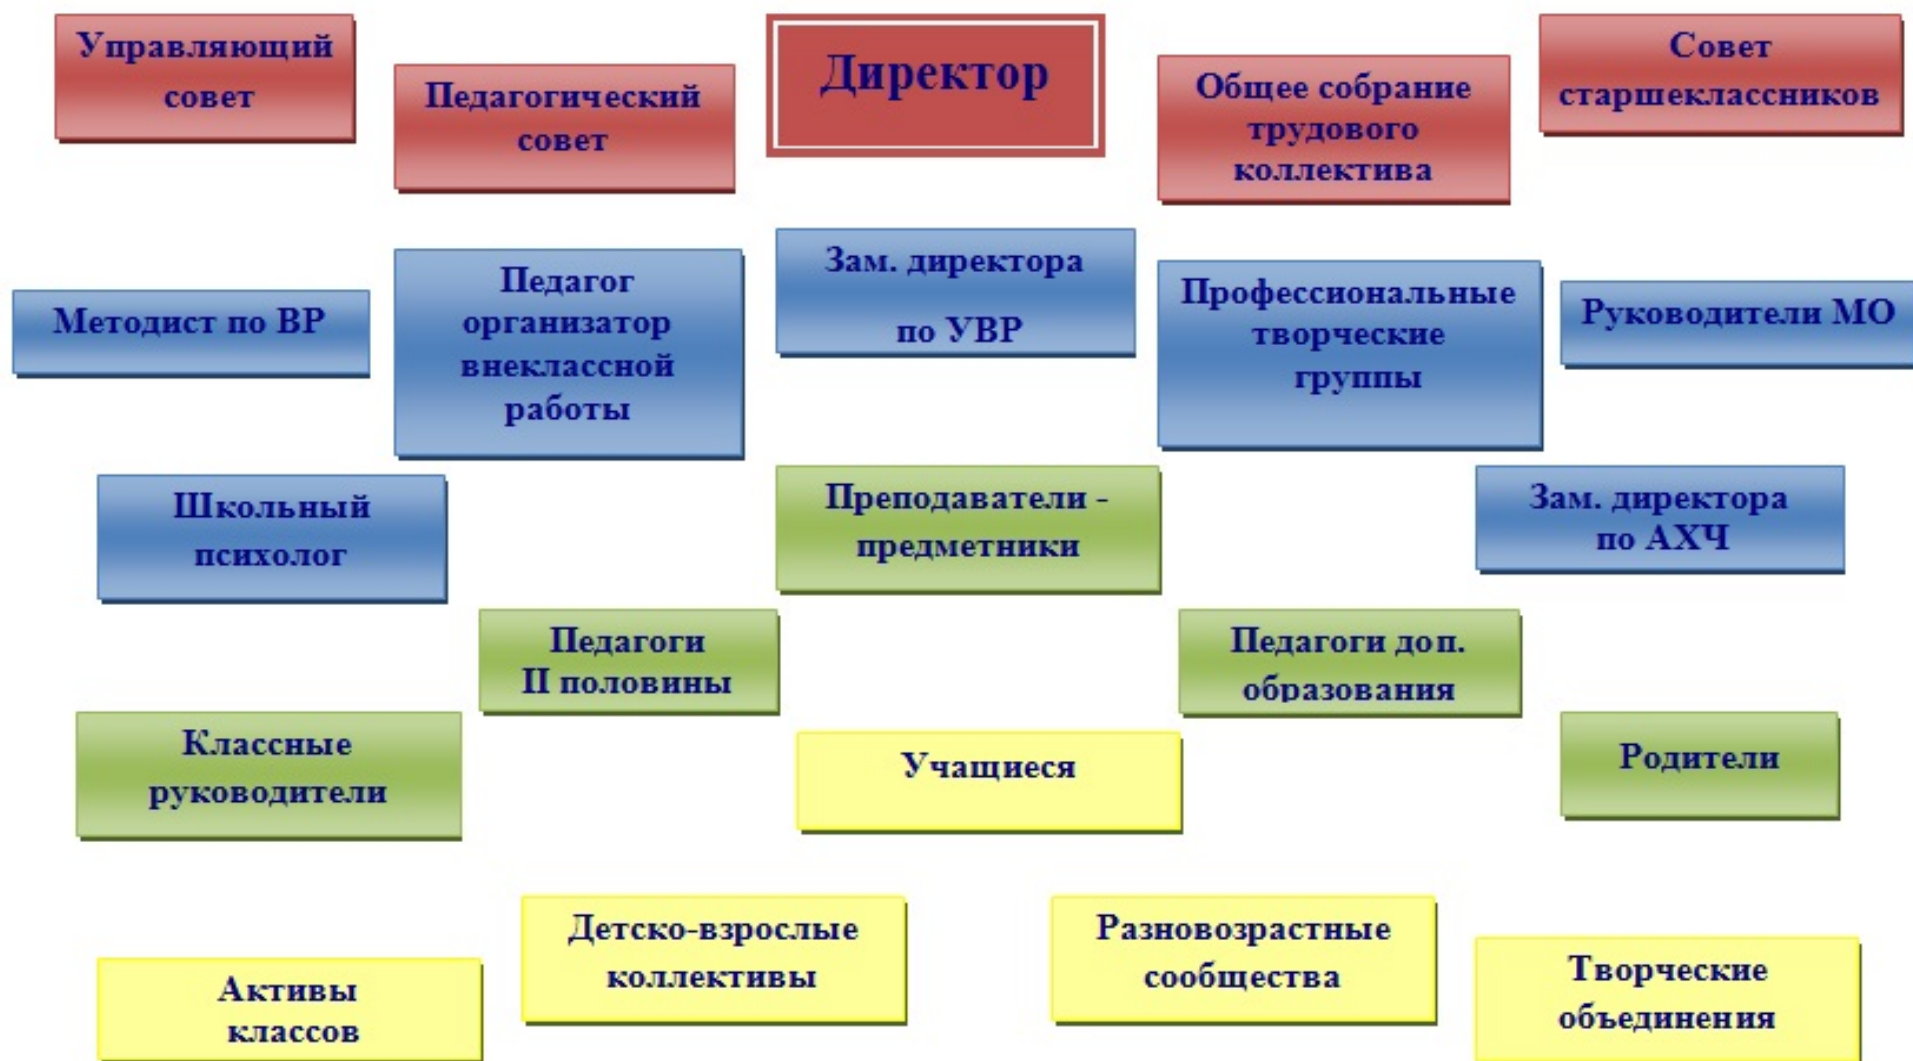 Управляющий
совет
Педагогический
совет
Директор
Общее собрание
трудового
коллектива
Совет
старшеклассников
Методист по ВР
Педагог
организатор
внеклассной
работы
Зам. директора
по УВР
Профессиональные
творческие
группы
Руководители МО
Школьный
психолог
Преподаватели -
предметники
Зам. директора
по АХЧ
Педагоги
II половины
Педагоги доп.
образования
Классные
руководители
Учащиеся
Родители
Активы
классов
Детско-взрослые
коллективы
Разновозрастные
сообщества
Творческие
объединения